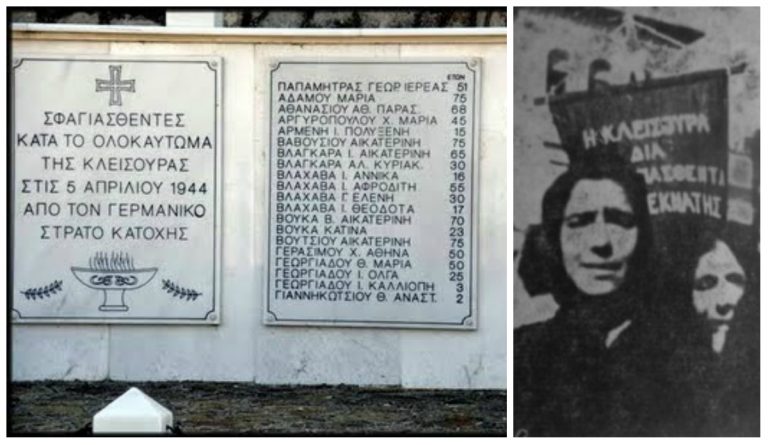 ΣΦΑΓΙΑΣΘΕΝΤΕΣ
ΚΑΤΑ ΤΟ ΟΛΟΚΑΥΤΩΜΑ
ΤΗΣ ΚΛΕΙΣΟΥΡΑΣ
ΣΤΙΣ 5 ΑΠΡΙΛΙΟΥ 1944
ΑΠΟ ΤΟΝ ΓΕΡΜΑΝΙΚΟ
ΣΤΡΑΤΟ ΚΑΤΟΧΗΣ
ΕΤΩΝ
ΠΑΠΑΜΗΤΡΑΣ ΓΕΩΡ ΙΕΡΕΑΣ 51
ΑΔΑΜΟΥ ΜΑΡΙΑ 75
ΑΘΑΝΑΣΙΟΥ ΑΘ. ΠΑΡΑΣ. 68
ΑΡΓΥΡΟΠΟΥΛΟΥ Χ. ΜΑΡΙΑ 45
ΑΡΜΕΝΗ Ι. ΠΟΛΥΞΕΝΗ 15
ΒΑΒΟΥΣΙΟΥ ΑΙΚΑΤΕΡΙΝΗ 75
ΒΛΑΓΚΑΡΑ Ι. ΑΙΚΑΤΕΡΙΝΗ 65
ΒΛΑΓΚΑΡΑ ΑΛ. ΚΥΡΙΑΚ. 30
ΒΛΑΧΑΒΑ Ι. ΑΝΝΙΚΑ 16
ΒΛΑΧΑΒΑ Ι. ΑΦΡΟΔΙΤΗ 55
ΒΛΑΧΑΒΑ Γ. ΕΛΕΝΗ 30
ΒΛΑΧΑΒΑ Ι. ΘΕΟΔΟΤΑ 17
ΒΟΥΚΑ Β. ΑΙΚΑΤΕΡΙΝΗ 70
ΒΟΥΚΑ ΚΑΤΙΝΑ 23
ΒΟΥΤΣΙΟΥ ΑΙΚΑΤΕΡΙΝΗ 75
ΓΕΡΑΣΙΜΟΥ Χ. ΑΘΗΝΑ 50
ΓΕΩΡΓΙΑΔΟΥ Θ. ΜΑΡΙΑ 50
ΓΕΩΡΓΙΑΔΟΥ Ι. ΟΛΓΑ 25
ΓΕΩΡΓΙΑΔΟΥ Ι. ΚΑΛΛΙΟΠΗ 3
ΓΙΑΝΝΗΚΩΤΣΙΟΥ Θ. ΑΝΑΣΤ. 2
Η ΚΛΕΙΣΟΥΡΑ
ΔΙΑ